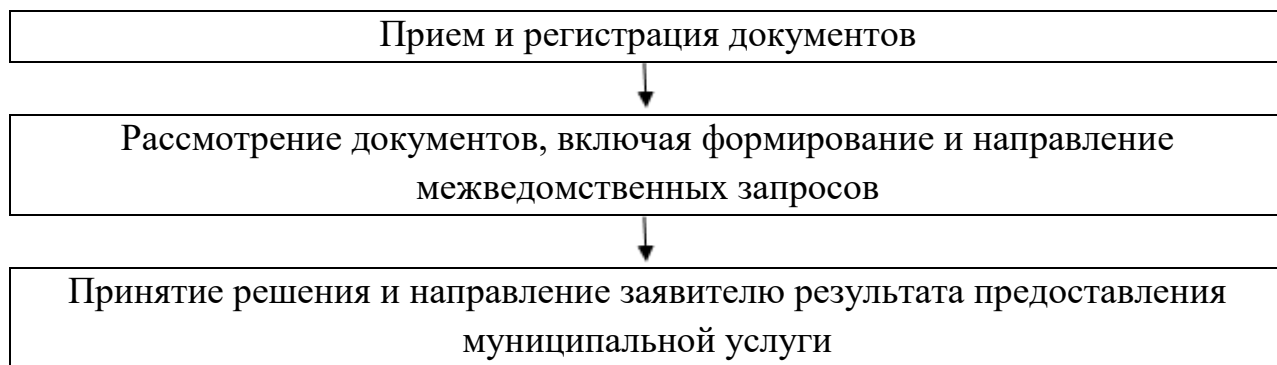 Прием и регистрация документов
Рассмотрение документов, включая формирование и направление
межведомственных запросов
Принятие решения и направление заявителю результата предоставления
муниципальной услуги